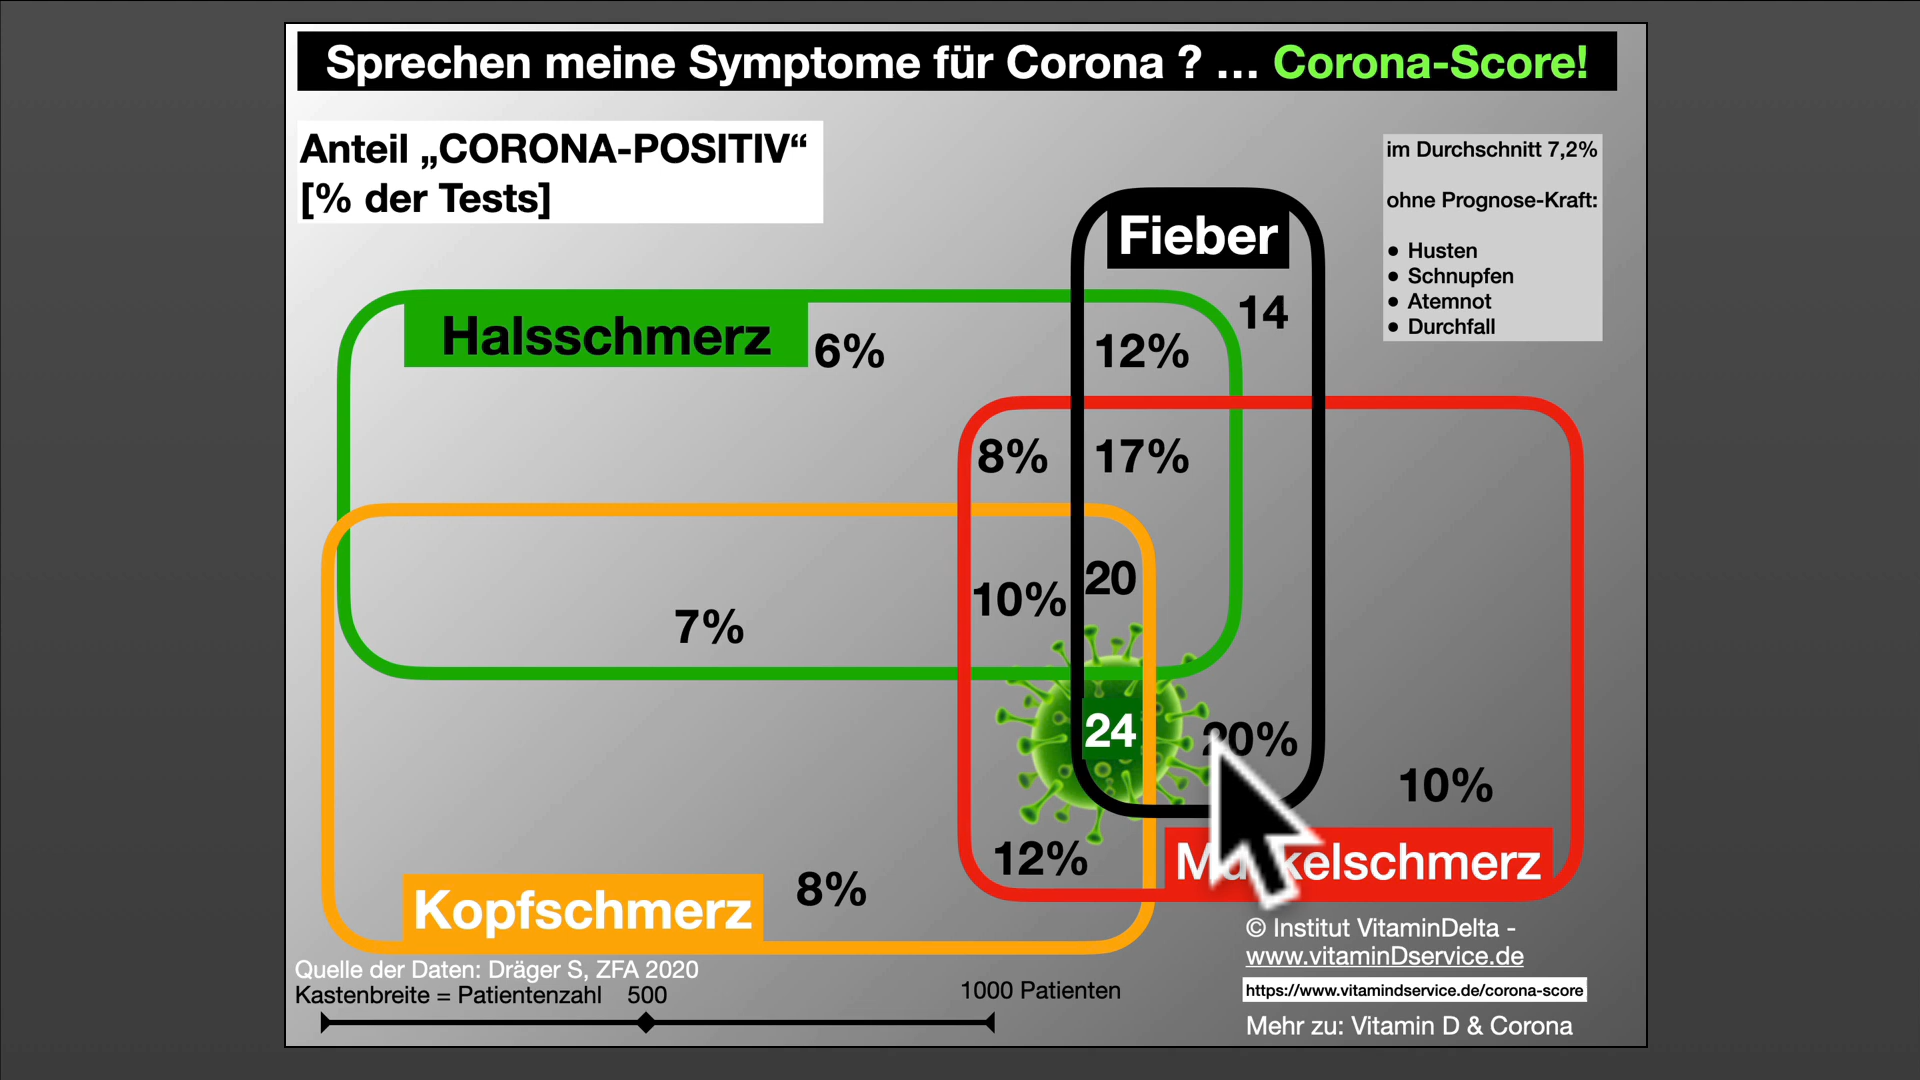 Sprechen meine Symptome für Corona ? ... Corona-Score!
Anteil „CORONA-POSITIV“
[% der Tests]
im Durchschnitt 7,2%
ohne Prognose-Kraft:
● Husten
● Schnupfen
● Atemnot
● Durchfall
Fieber
14
Halsschmerz
6%
12%
8%
17%
20
10%
7%
24
20%
10%
12%
8%
Kopfschmerz
© Institut VitaminDelta -
www.vitaminDservice.de
Quelle der Daten: Dräger S, ZFA 2020
Kastenbreite = Patientenzahl 500
1000 Patienten
https://www.vitamindservice.de/corona-score
Mehr zu: Vitamin D & Corona